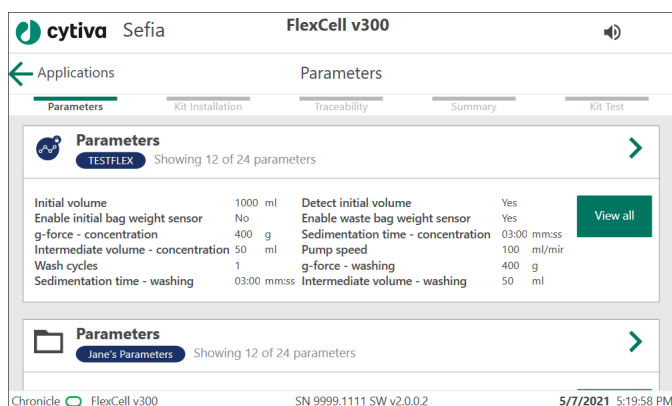 cytiva Sefia FlexCell v300
Applications Parameters
Parameters Kit Installation Traceability Summary Kit Test
Parameters
TESTFLEX Showing 12 of 24 parameters
Initial volume 1000 ml Detect initial volume Yes
Enable initial bag weight sensor No Enable waste bag weight sensor Yes
View all
g-force - concentration 400 g Sedimentation time - concentration 03:00 mm:ss
Intermediate volume - concentration 50 ml Pump speed 100 ml/mir
Wash cycles 1 g-force - washing 400 g
Sedimentation time - washing 03:00 mm:ss Intermediate volume - washing 50 ml
Parameters
Jane's Parameters Showing 12 of 24 parameters
Chronicle FlexCell v300 SN 9999.1111 SW v2.0.0.2 5/7/2021 5:19:58 PM